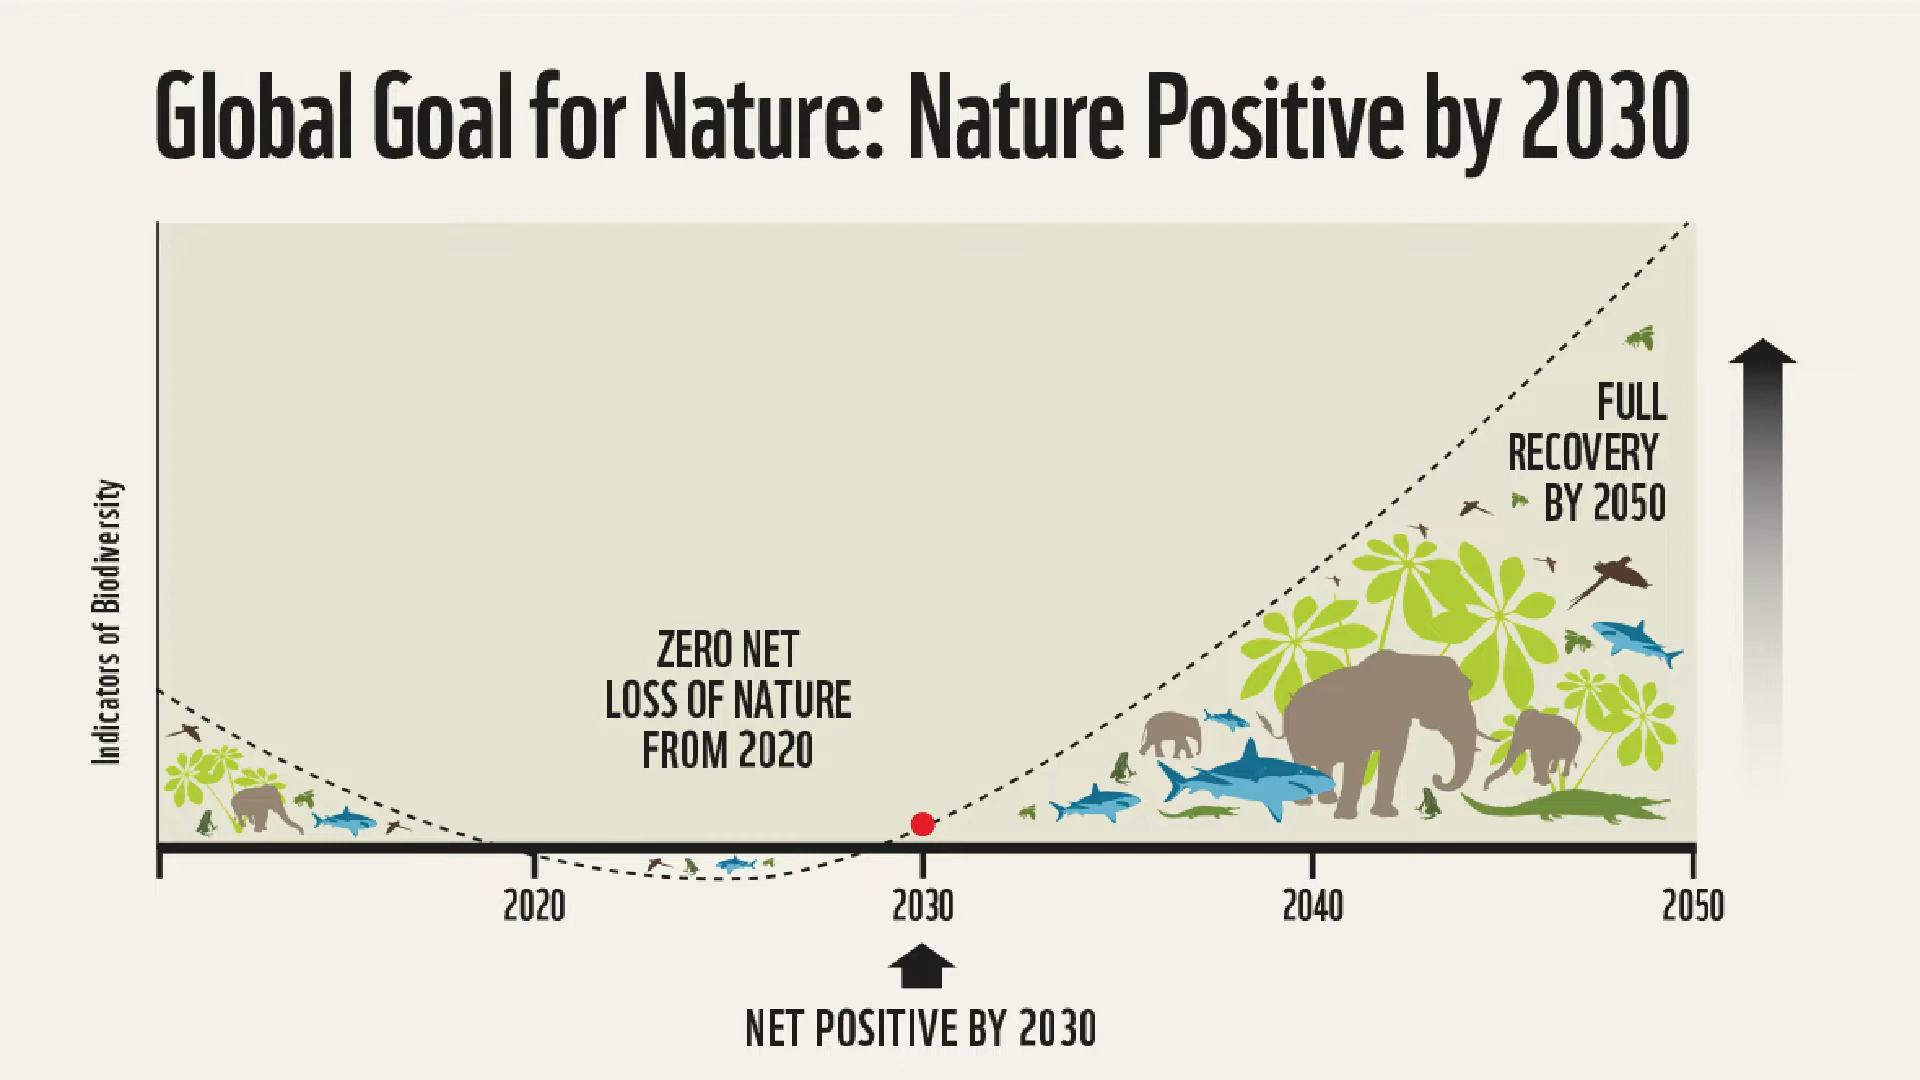 Global Goal for Nature: Nature Positive by 2030
Indicators of Biodiversity
ZERO NET
LOSS OF NATURE
FROM 2020
FULL
RECOVERY
BY 2050
2020
2030
2040
2050
NET POSITIVE BY 2030